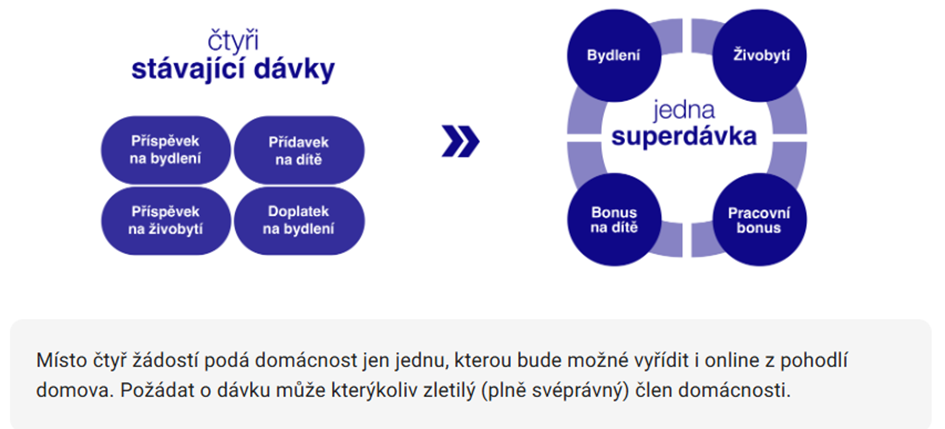 čtyři
stávající dávky
Příspěvek
na bydlení
Přídavek
na dítě
Příspěvek
na živobytí
Doplatek
na bydlení
»
Bydlení
Živobytí
jedna
superdávka
Bonus
na dítě
Pracovní
bonus
Místo čtyř žádostí podá domácnost jen jednu, kterou bude možné vyřídit i online z pohodlí
domova. Požádat o dávku může kterýkoliv zletilý (plně svéprávný) člen domácnosti.